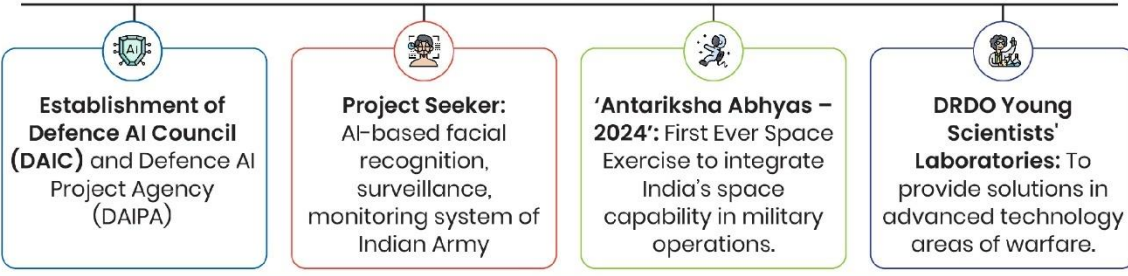 AI
Establishment of
Defence AI Council
(DAIC) and Defence AI
Project Agency
(DAIPA)
Project Seeker:
AI-based facial
recognition,
surveillance,
monitoring system of
Indian Army
‘Antariksha Abhyas –
2024’: First Ever Space
Exercise to integrate
India’s space
capability in military
operations.
DRDO Young
Scientists'
Laboratories: To
provide solutions in
advanced technology
areas of warfare.